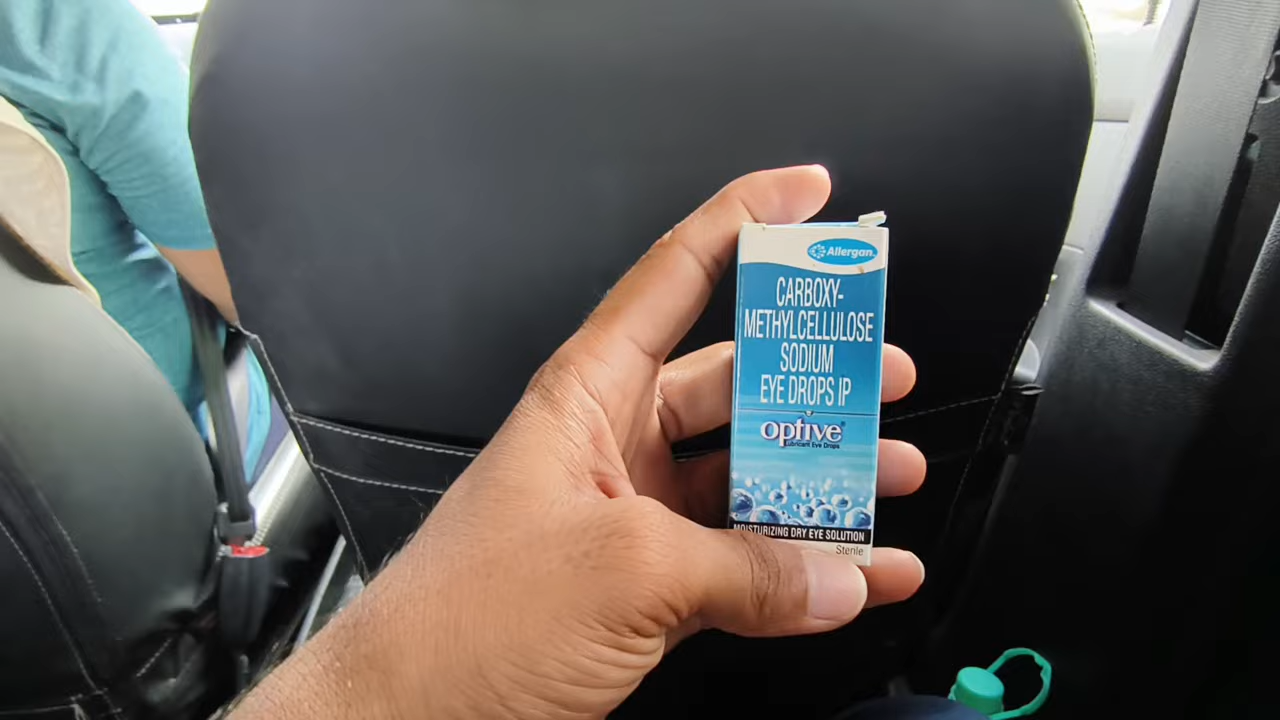 Allergan
CARBOXY-
METHYLCELLULOSE
SODIUM
EYE DROPS IP
optive®
Lubricant Eye Drops
MOISTURIZING DRY EYE SOLUTION
Sterile